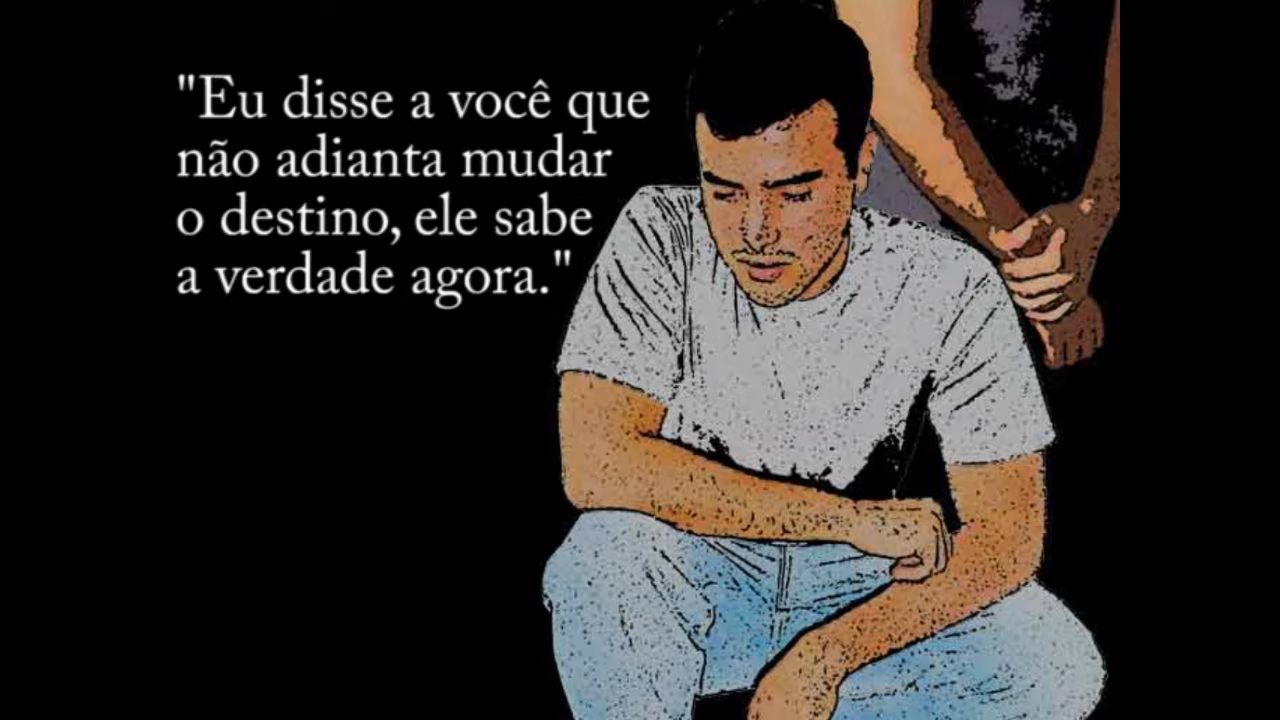 "Eu disse a você que
não adianta mudar
o destino, ele sabe
a verdade agora."